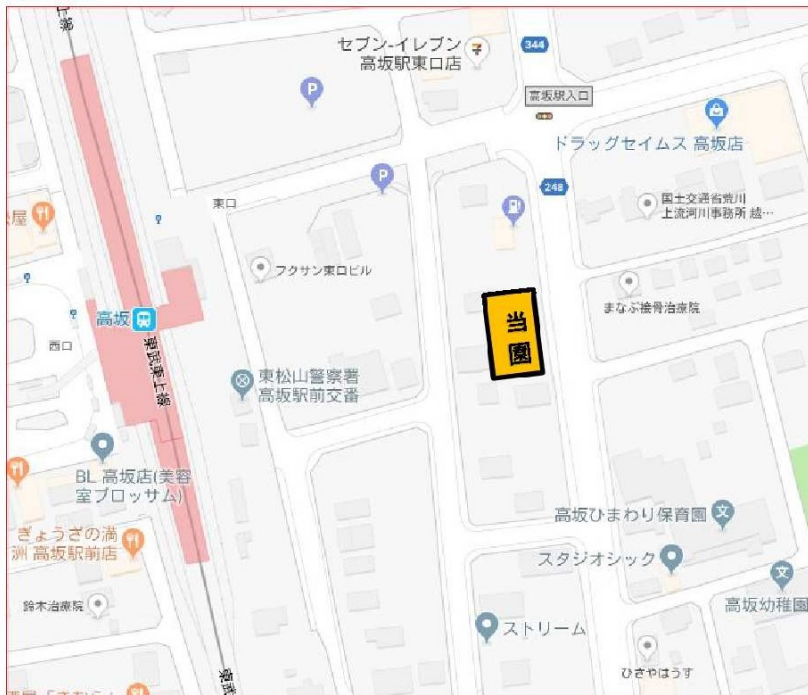 上線
セブン-イレブン
高坂駅東口店
344
高坂駅入口
P
ドラッグセイムス 高坂店
P
248
東口
国土交通省荒川
上流河川事務所 越…
屋
フクサン東口ビル
まなぶ接骨治療院
高坂
西口
当
園
東武東上線
東松山警察署
高坂駅前交番
BL 高坂店(美容
室ブロッサム)
高坂ひまわり保育園
文
ぎょうざの満
洲 高坂駅前店
スタジオシック
文
高坂幼稚園
鈴木治療院
ストリーム
ひさやはうす
東武